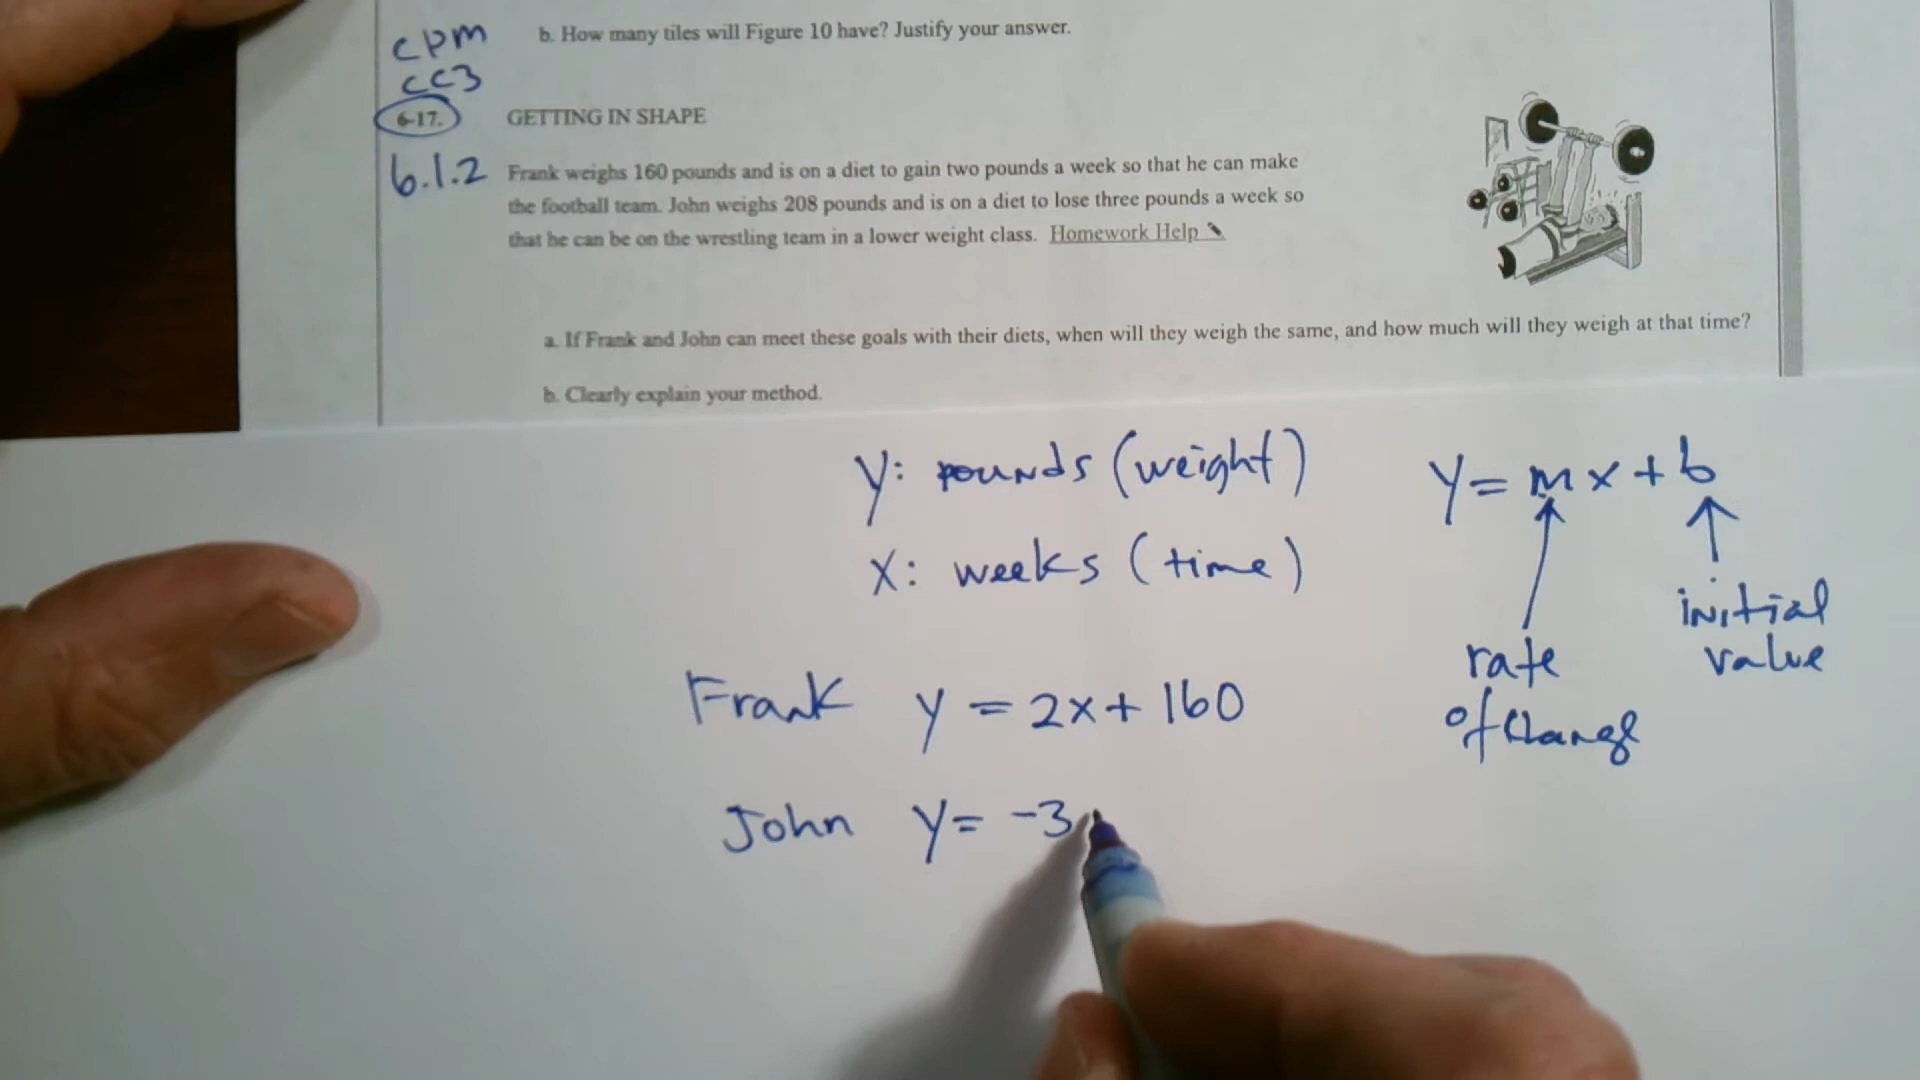 b. How many tiles will Figure 10 have? Justify your answer.
CPM
CC3
6-17. GETTING IN SHAPE
6.1.2
Frank weighs 160 pounds and is on a diet to gain two pounds a week so that he can make
the football team. John weighs 208 pounds and is on a diet to lose three pounds a week so
that he can be on the wrestling team in a lower weight class. Homework Help
a. If Frank and John can meet these goals with their diets, when will they weigh the same, and how much will they weigh at that time?
b. Clearly explain your method.
y: pounds (weight)
x: weeks (time)
y = mx + b
rate
of change
initial
value
Frank y = 2x + 160
John y = -3